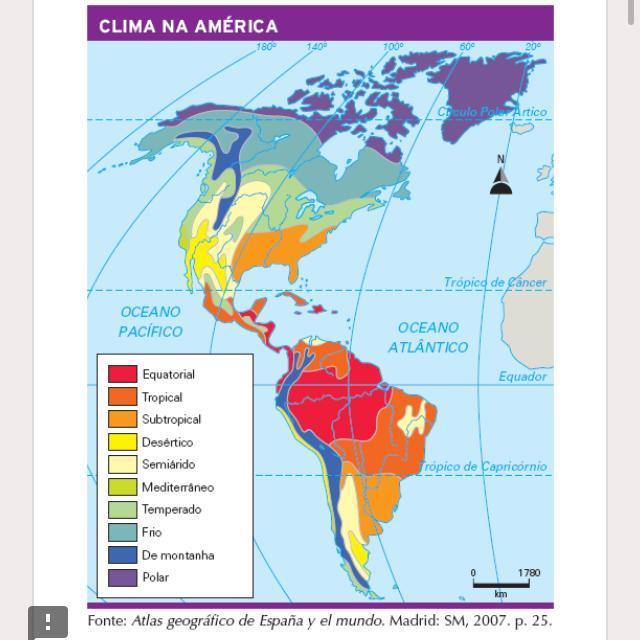 CLIMA NA AMÉRICA
180° 140° 100° 60° 20°
Círculo Polar Ártico
N
Trópico de Câncer
OCEANO PACÍFICO
OCEANO ATLÂNTICO
Equador
Trópico de Capricórnio
Equatorial
Tropical
Subtropical
Desértico
Semiárido
Mediterrâneo
Temperado
Frio
De montanha
Polar
0 1780
km
Fonte: Atlas geográfico de España y el mundo. Madrid: SM, 2007. p. 25.